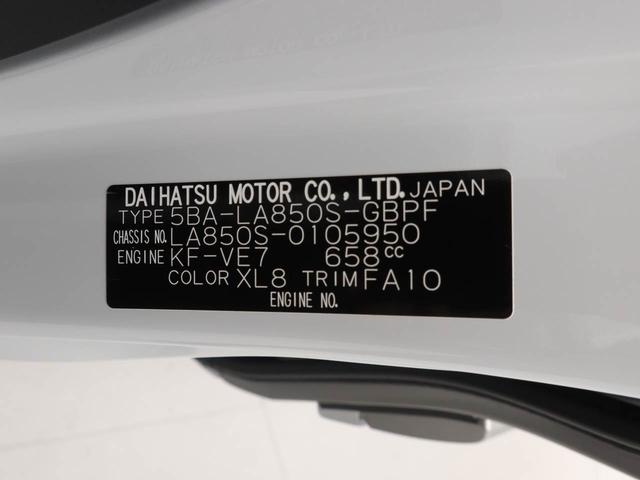 DAIHATSU MOTOR CO., LTD. JAPAN
TYPE 5BA-LA850S-GBPF
CHASSIS NO. LA850S-0105950
ENGINE KF-VE7 658cc
COLOR XL8 TRIM FA10
ENGINE NO.